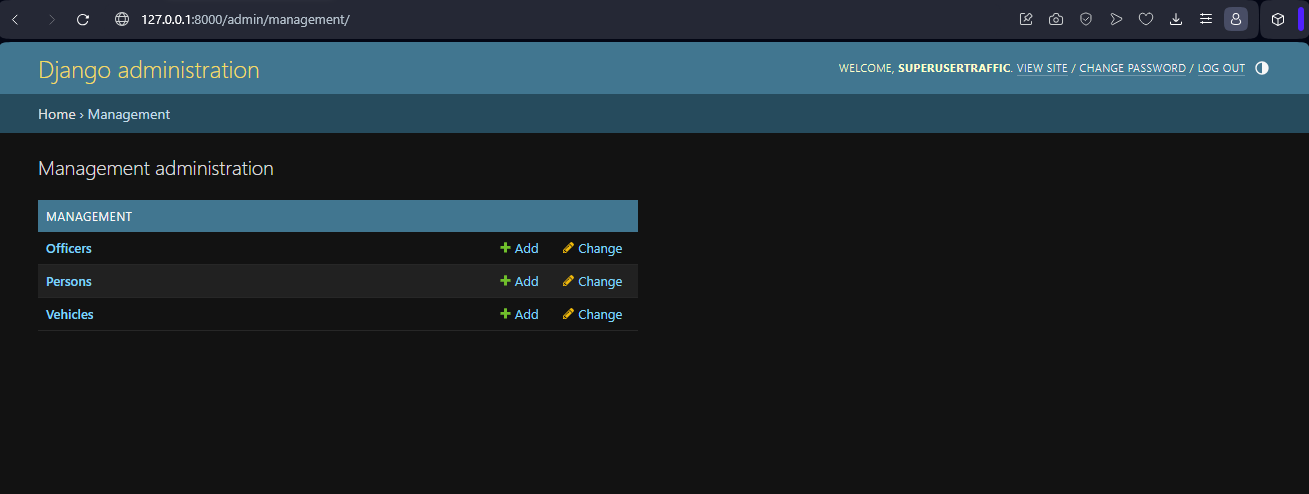 127.0.0.1:8000/admin/management/
Django administration
WELCOME, SUPERUSERTRAFFIC. VIEW SITE / CHANGE PASSWORD / LOG OUT
Home › Management
Management administration
MANAGEMENT
Officers Add Change
Persons Add Change
Vehicles Add Change